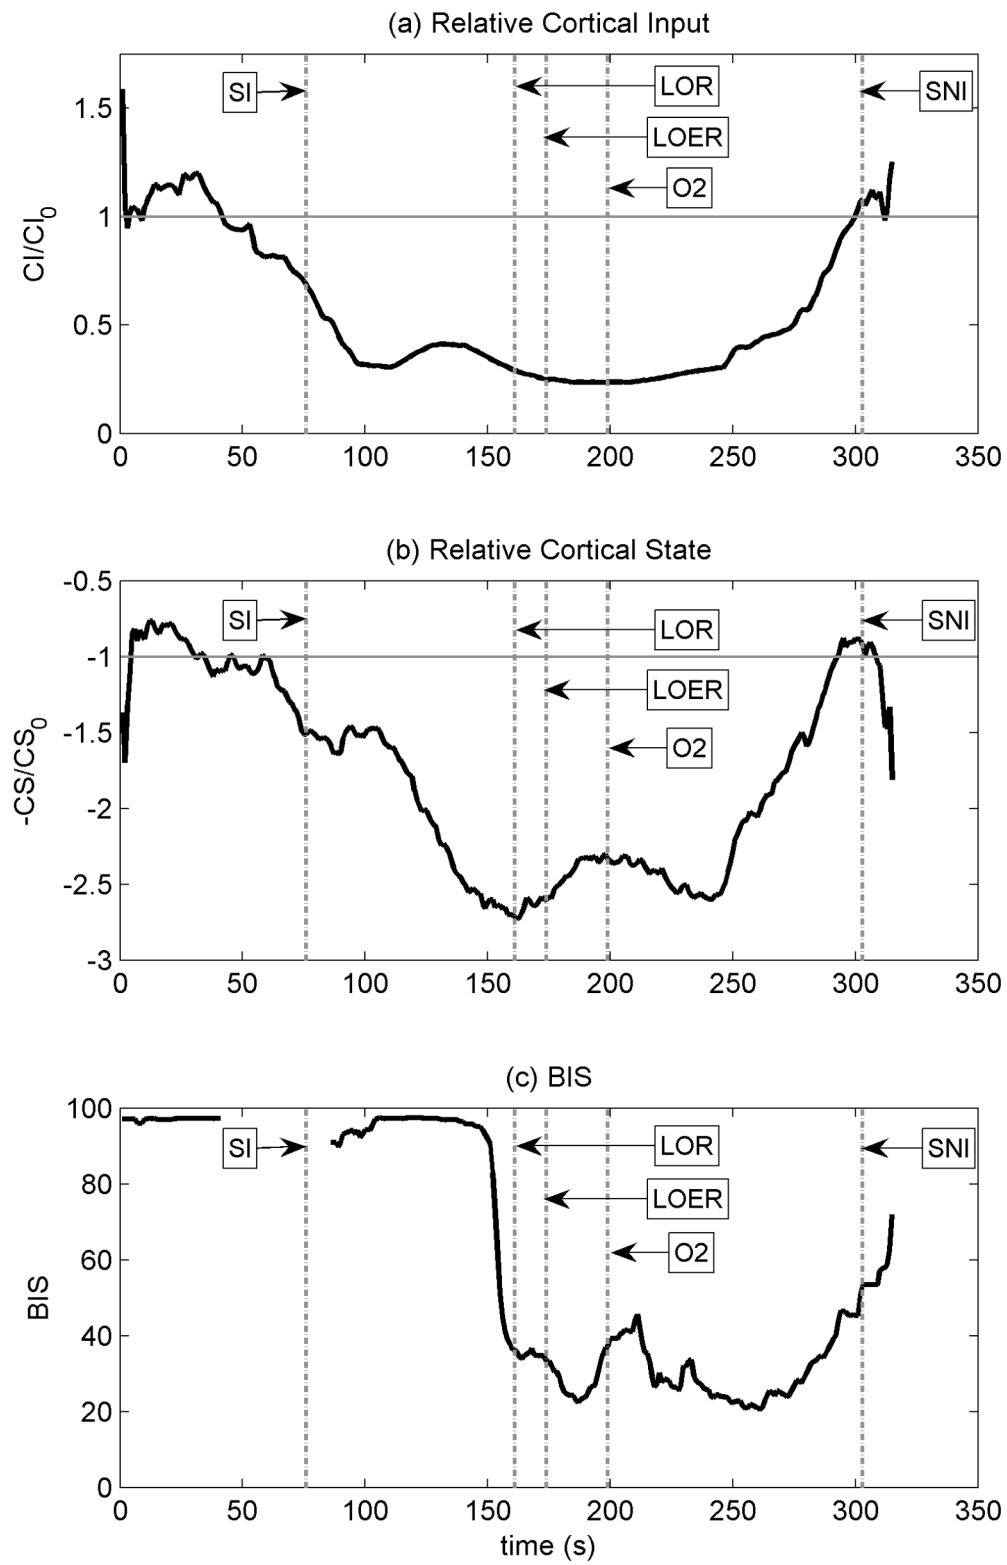 (a) Relative Cortical Input
SI
LOR
SNI
LOER
O2
1.5
1
0.5
0
CI/CI0
0 50 100 150 200 250 300 350
(b) Relative Cortical State
-0.5
SI
LOR
SNI
LOER
O2
-1
-1.5
-2
-2.5
-3
-CS/CS0
0 50 100 150 200 250 300 350
(c) BIS
100
SI
LOR
SNI
LOER
O2
80
60
40
20
0
BIS
0 50 100 150 200 250 300 350
time (s)